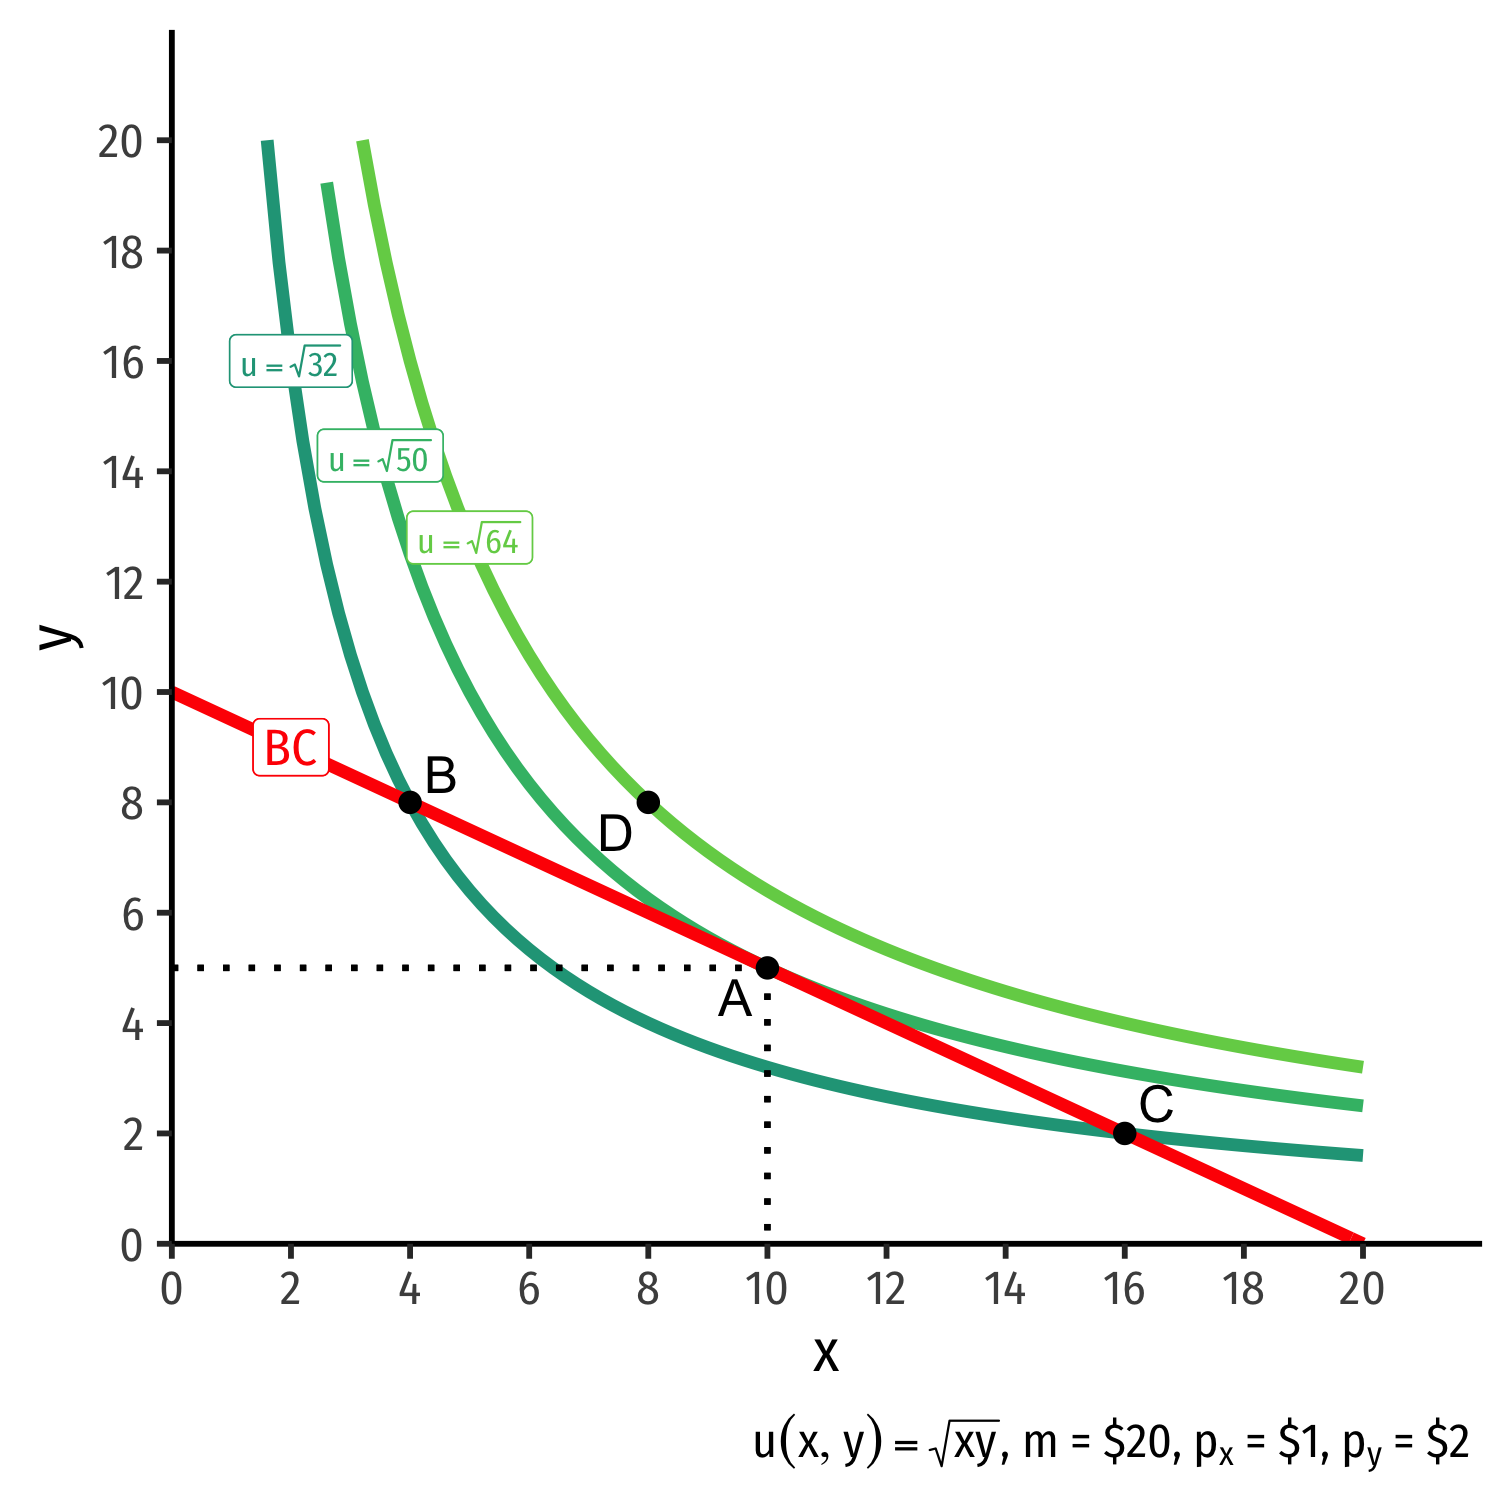 20
18
u = √32
16
u = √50
14
u = √64
12
y
10
BC
B
8
D
6
A
4
C
2
0
0 2 4 6 8 10 12 14 16 18 20
x
u(x, y) = √xy, m = $20, pₓ = $1, p_y = $2